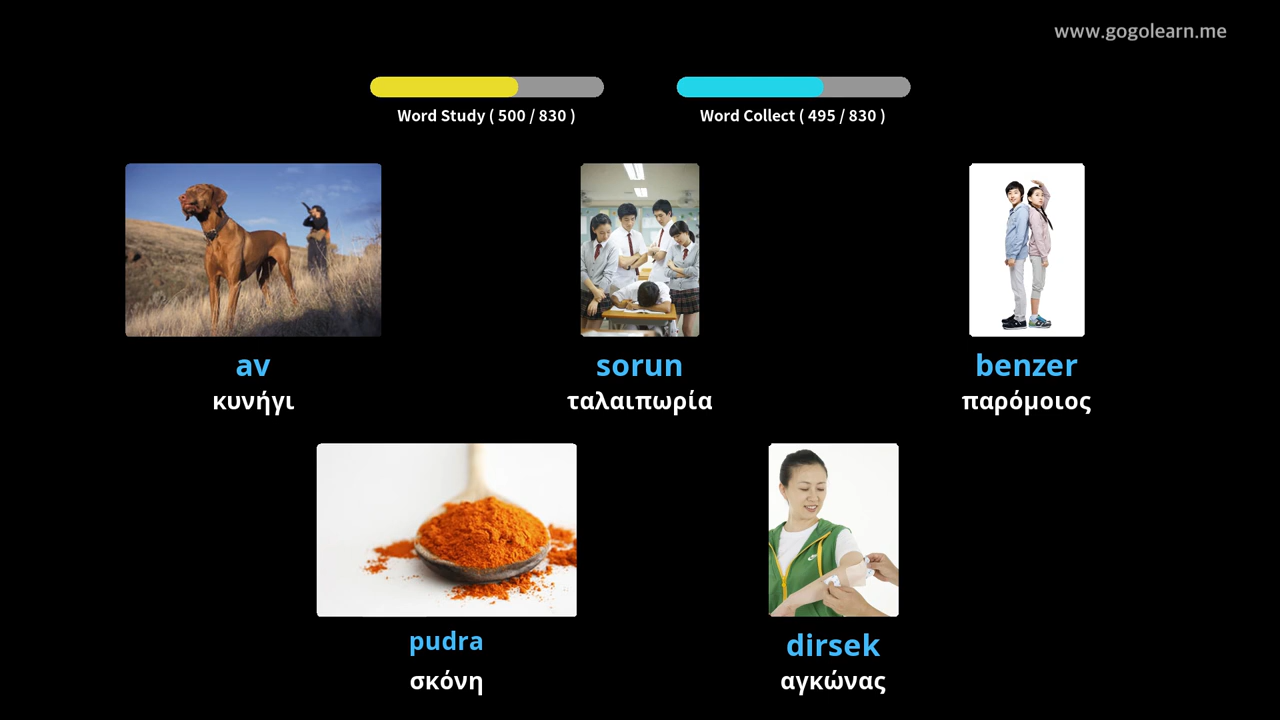 www.gogolearn.me
Word Study ( 500 / 830 )
Word Collect ( 495 / 830 )
av
κυνήγι
sorun
ταλαιπωρία
benzer
παρόμοιος
pudra
σκόνη
dirsek
αγκώνας